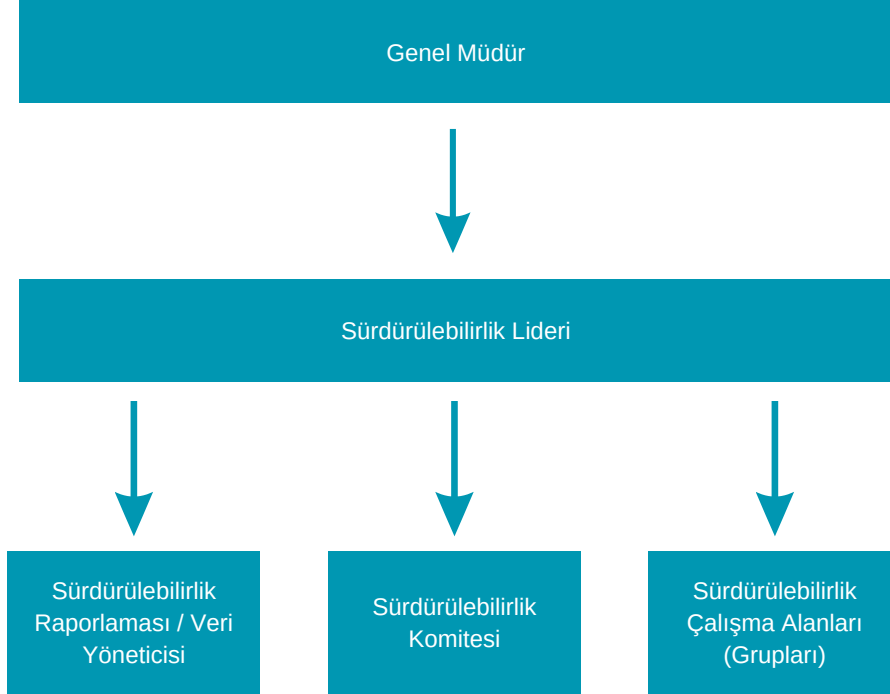 Genel Müdür
Sürdürülebilirlik Lideri
Sürdürülebilirlik
Raporlaması / Veri
Yöneticisi
Sürdürülebilirlik
Komitesi
Sürdürülebilirlik
Çalışma Alanları
(Grupları)